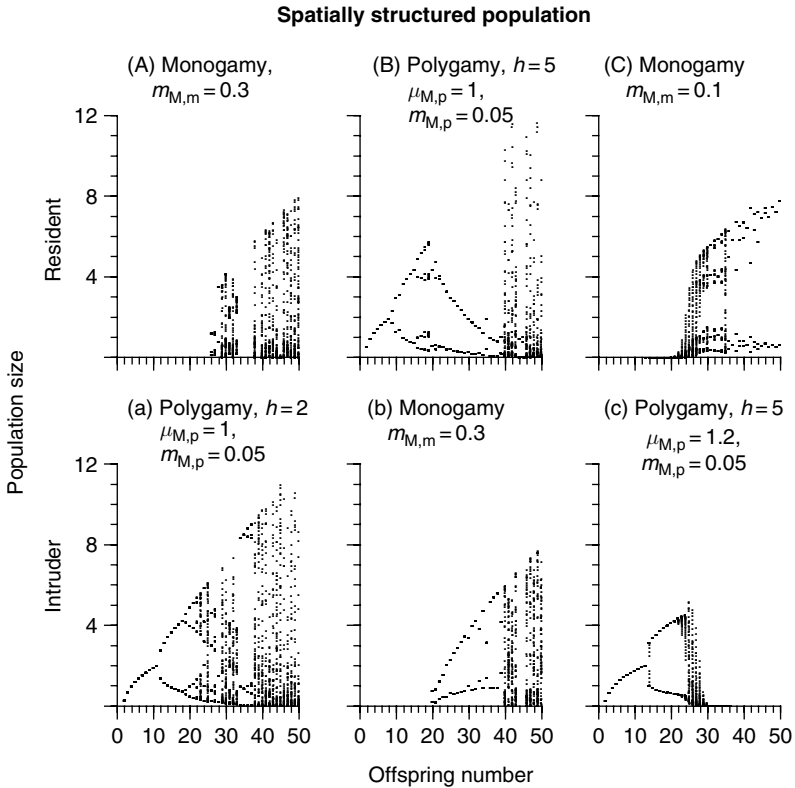 Spatially structured population
(A) Monogamy,
m_M,m = 0.3
(B) Polygamy, h = 5
μ_M,p = 1,
m_M,p = 0.05
(C) Monogamy
m_M,m = 0.1
12
8
4
Resident
Population size
(a) Polygamy, h = 2
μ_M,p = 1,
m_M,p = 0.05
(b) Monogamy
m_M,m = 0.3
(c) Polygamy, h = 5
μ_M,p = 1.2,
m_M,p = 0.05
12
8
4
Intruder
0 10 20 30 40 50
0 10 20 30 40 50
0 10 20 30 40 50
Offspring number